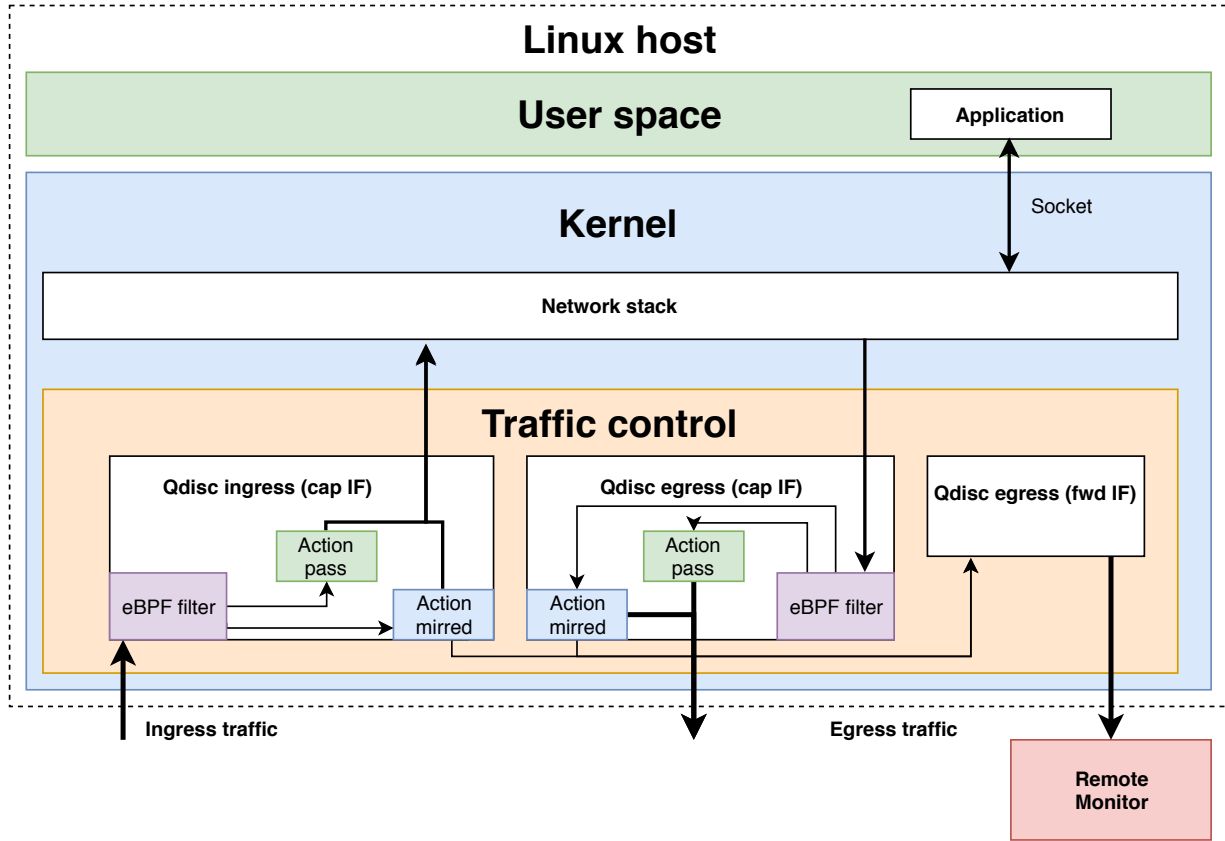 Linux host
User space
Application
Socket
Kernel
Network stack
Traffic control
Qdisc ingress (cap IF)
Action
pass
eBPF filter
Action
mirred
Qdisc egress (cap IF)
Action
pass
Action
mirred
eBPF filter
Qdisc egress (fwd IF)
Ingress traffic
Egress traffic
Remote
Monitor